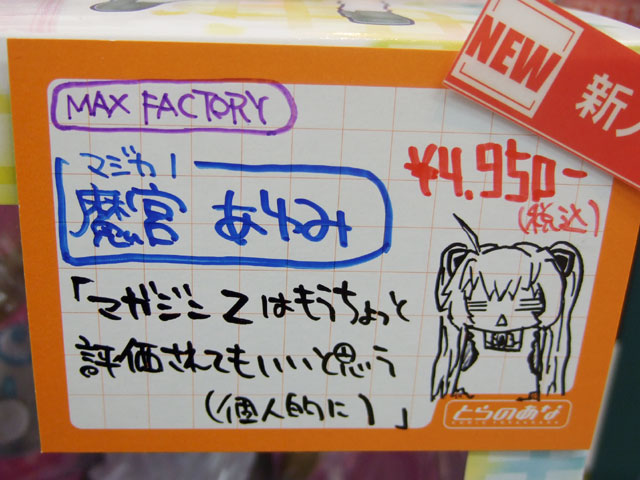 NEW
新
MAX FACTORY
マジカノ
魔宮 あゆみ
¥4,950-
(税込)
「マガジンZはもうちょっと
評価されてもいいと思う
(個人的に)」
とらのあな